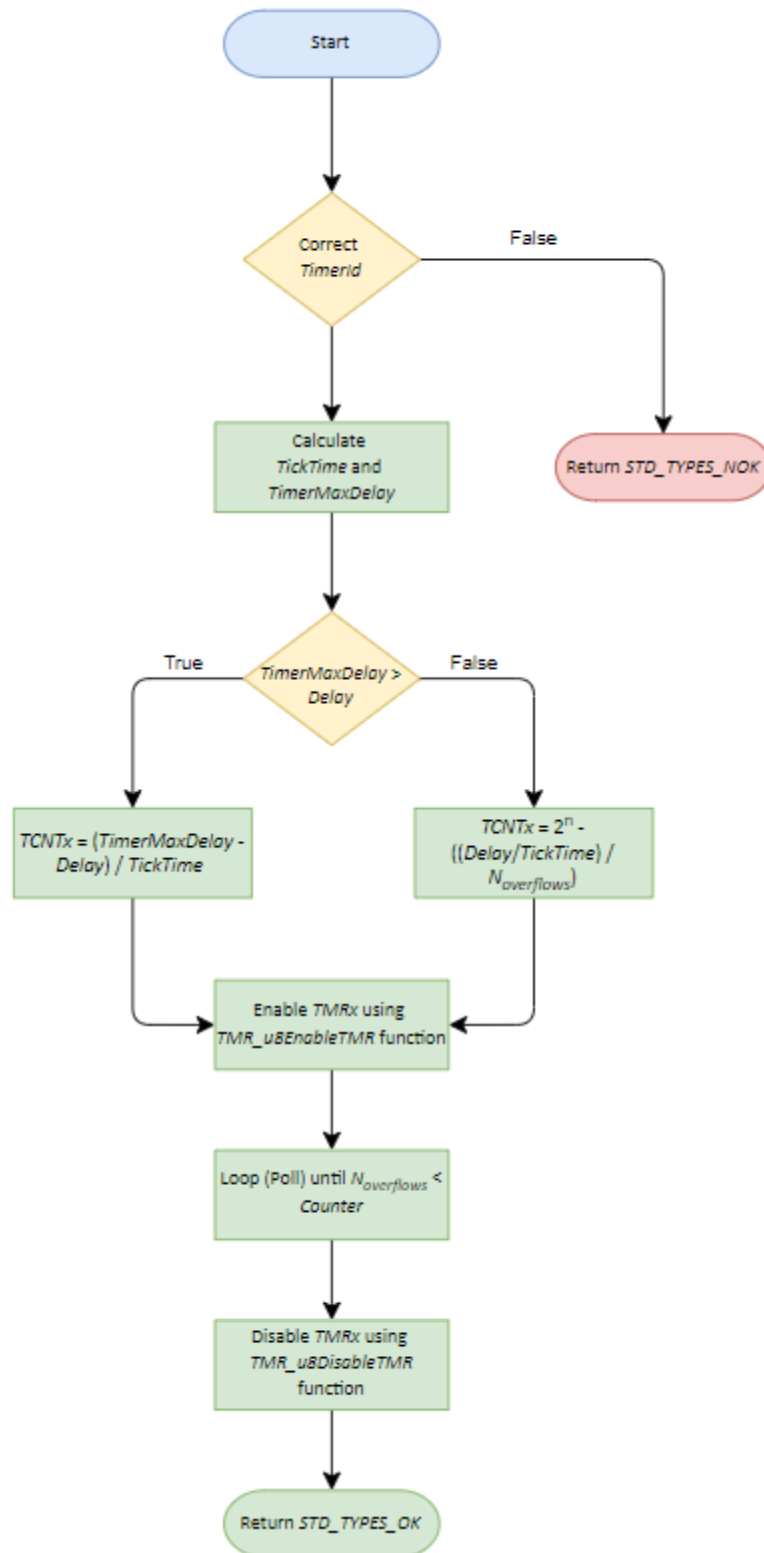 Start
Correct
TimerId
False
Calculate
TickTime and
TimerMaxDelay
Return STD_TYPES_NOK
True
TimerMaxDelay >
Delay
False
TCNTx = (TimerMaxDelay -
Delay) / TickTime
TCNTx = 2ⁿ -
((Delay/TickTime) /
Noverflows)
Enable TMRx using
TMR_u8EnableTMR function
Loop (Poll) until Noverflows <
Counter
Disable TMRx using
TMR_u8DisableTMR
function
Return STD_TYPES_OK